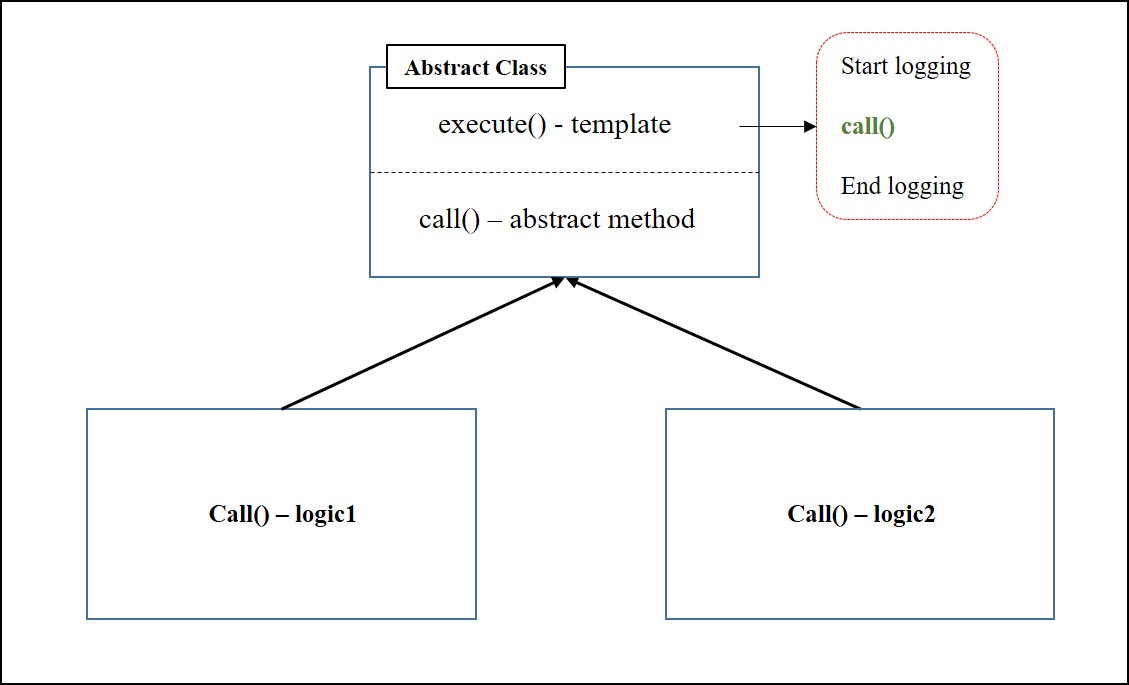 Abstract Class
execute() - template
call() – abstract method
Start logging
call()
End logging
Call() – logic1
Call() – logic2